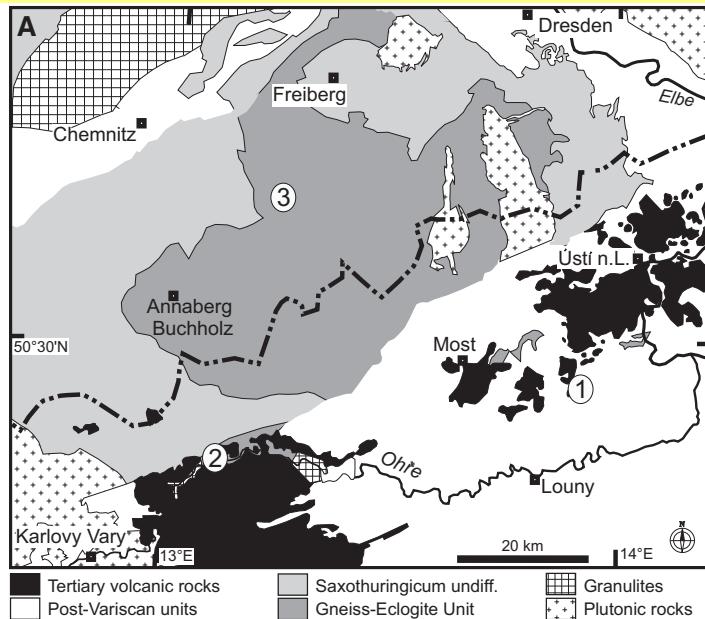 A
Dresden
Freiberg
Elbe
Chemnitz
3
Ústí n.L.
Annaberg
Buchholz
50°30'N
Most
1
2
Ohře
Louny
Karlovy Vary
N
13°E
20 km
14°E
Tertiary volcanic rocks
Saxothuringicum undiff.
Granulites
Post-Variscan units
Gneiss-Eclogite Unit
Plutonic rocks